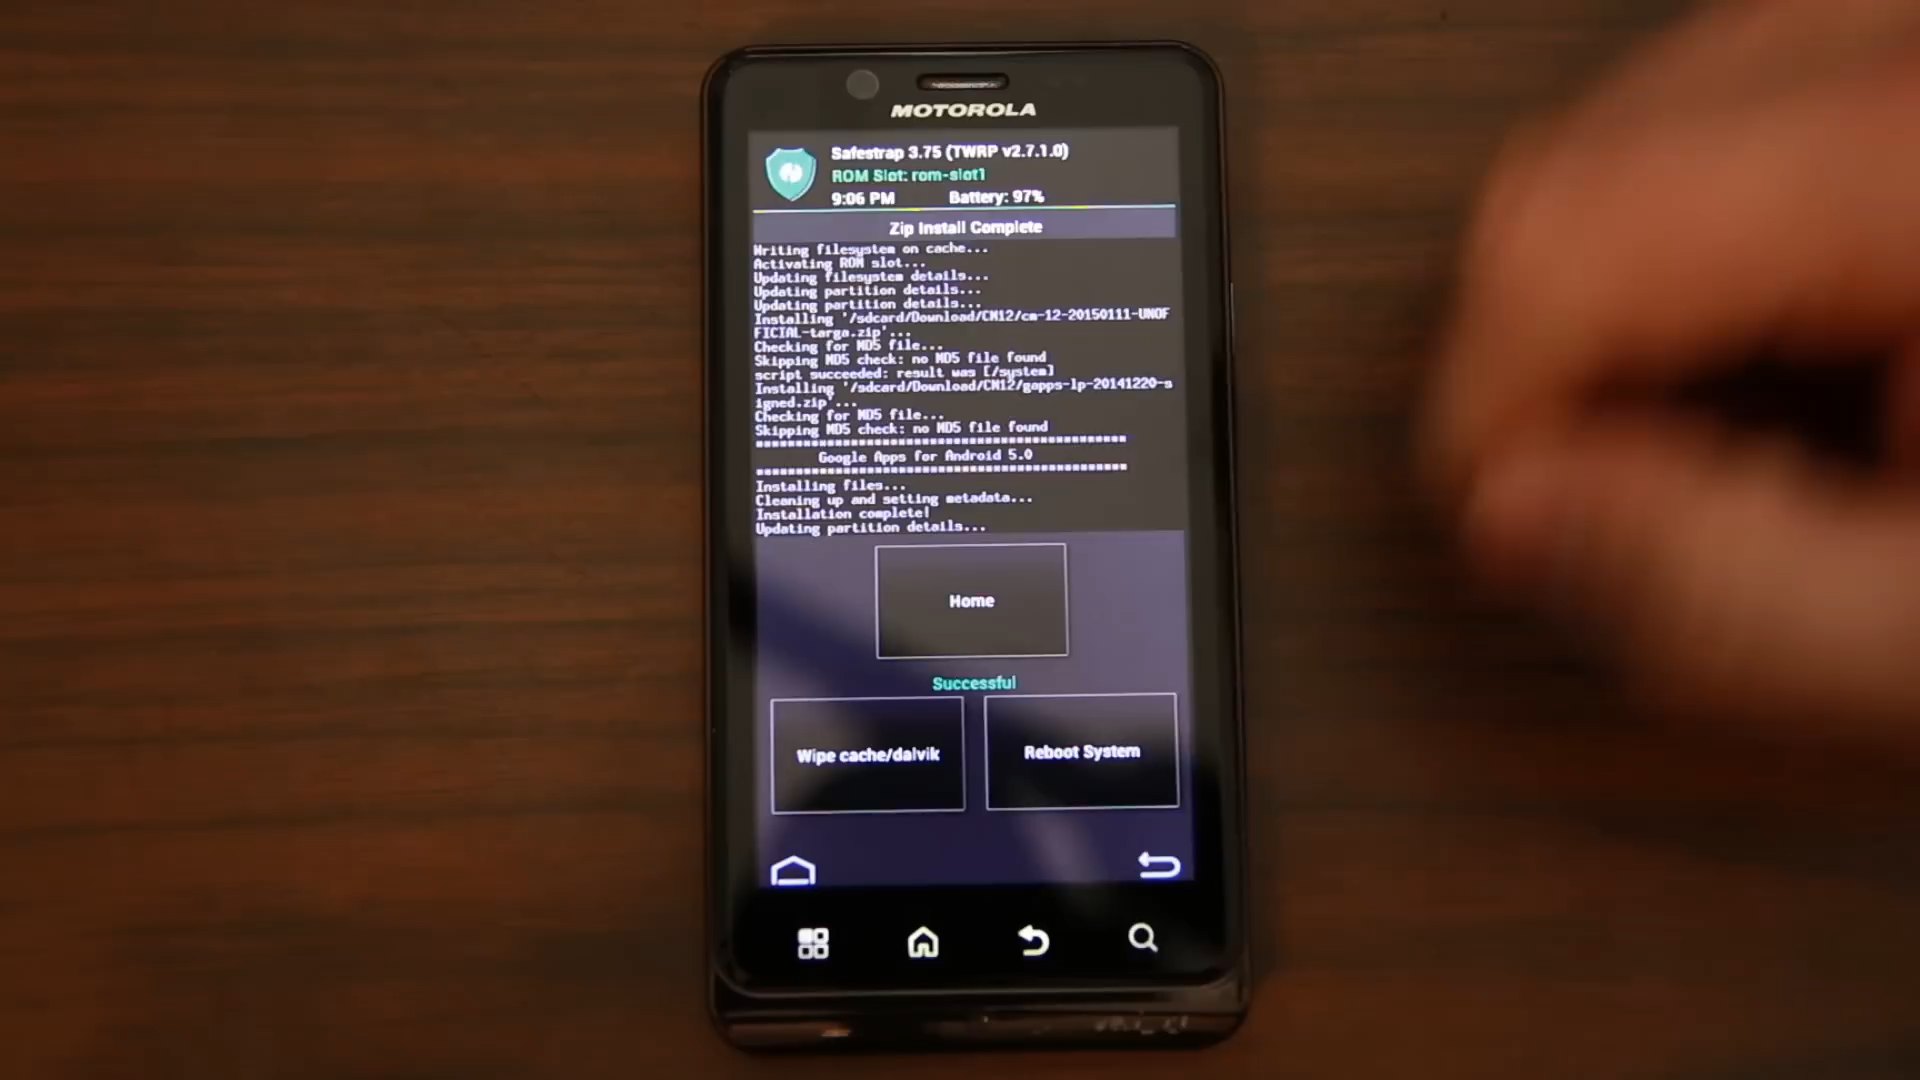 MOTOROLA
Safestrap 3.75 (TWRP v2.7.1.0)
ROM Slot: rom-slot1
9:06 PM Battery: 97%
Zip Install Complete
Writing filesystem on cache...
Activating ROM slot...
Updating filesystem details...
Updating partition details...
Updating partition details...
Installing '/sdcard/Download/CM12/cm-12-20150111-UNOF
FICIAL-targa.zip'...
Checking for MD5 file...
Skipping MD5 check: no MD5 file found
script succeeded: result was [/system]
Installing '/sdcard/Download/CM12/gapps-lp-20141220-s
igned.zip'...
Checking for MD5 file...
Skipping MD5 check: no MD5 file found
Google Apps for Android 5.0
Installing files...
Cleaning up and setting metadata...
Installation complete!
Updating partition details...
Home
Successful
Wipe cache/dalvik
Reboot System